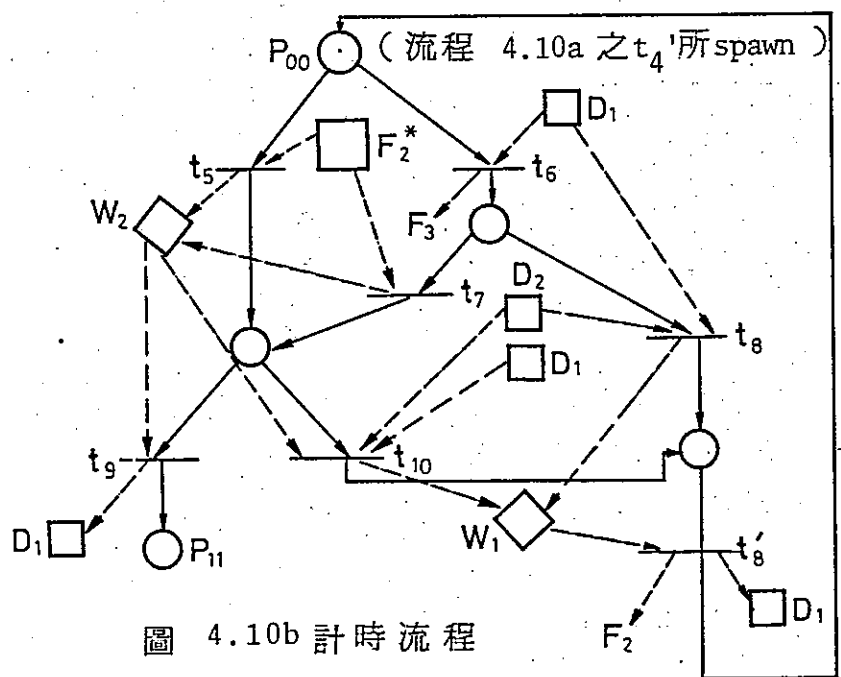 P₀₀ (流程 4.10a 之t₄'所spawn)
D₁
F₂*
t₅
t₆
W₂
F₃
t₇
D₂
t₈
D₁
t₉
t₁₀
D₁
P₁₁
W₁
t₈'
F₂
D₁
圖 4.10b 計時流程